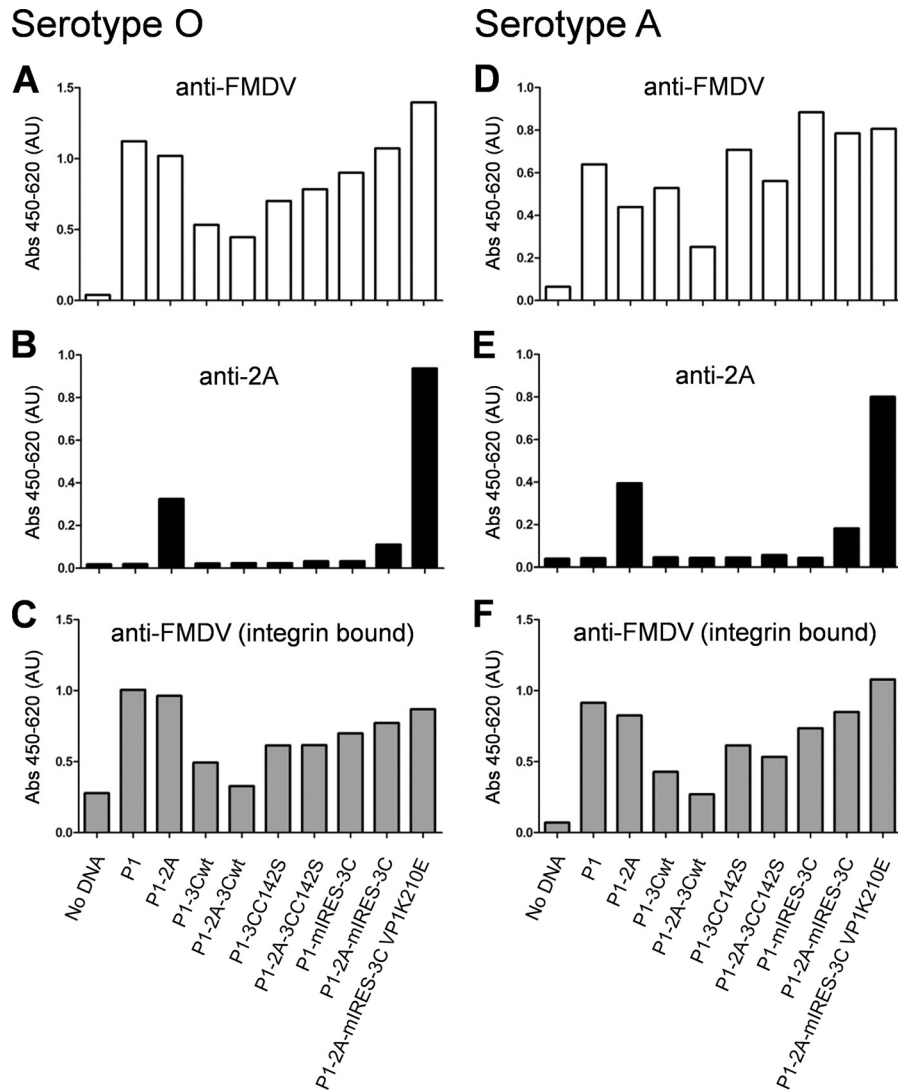 Serotype O
Serotype A
A
anti-FMDV
Abs 450-620 (AU)
1.5
1.0
0.5
0.0
D
anti-FMDV
Abs 450-620 (AU)
1.0
0.8
0.6
0.4
0.2
0.0
B
anti-2A
Abs 450-620 (AU)
1.0
0.8
0.6
0.4
0.2
0.0
E
anti-2A
Abs 450-620 (AU)
1.0
0.8
0.6
0.4
0.2
0.0
C
anti-FMDV (integrin bound)
Abs 450-620 (AU)
1.5
1.0
0.5
0.0
No DNA
P1
P1-2A
P1-3Cwt
P1-2A-3Cwt
P1-3CC142S
P1-2A-3CC142S
P1-mIRES-3C
P1-2A-mIRES-3C
P1-2A-mIRES-3C VP1K210E
F
anti-FMDV (integrin bound)
Abs 450-620 (AU)
1.5
1.0
0.5
0.0
No DNA
P1
P1-2A
P1-3Cwt
P1-2A-3Cwt
P1-3CC142S
P1-2A-3CC142S
P1-mIRES-3C
P1-2A-mIRES-3C
P1-2A-mIRES-3C VP1K210E